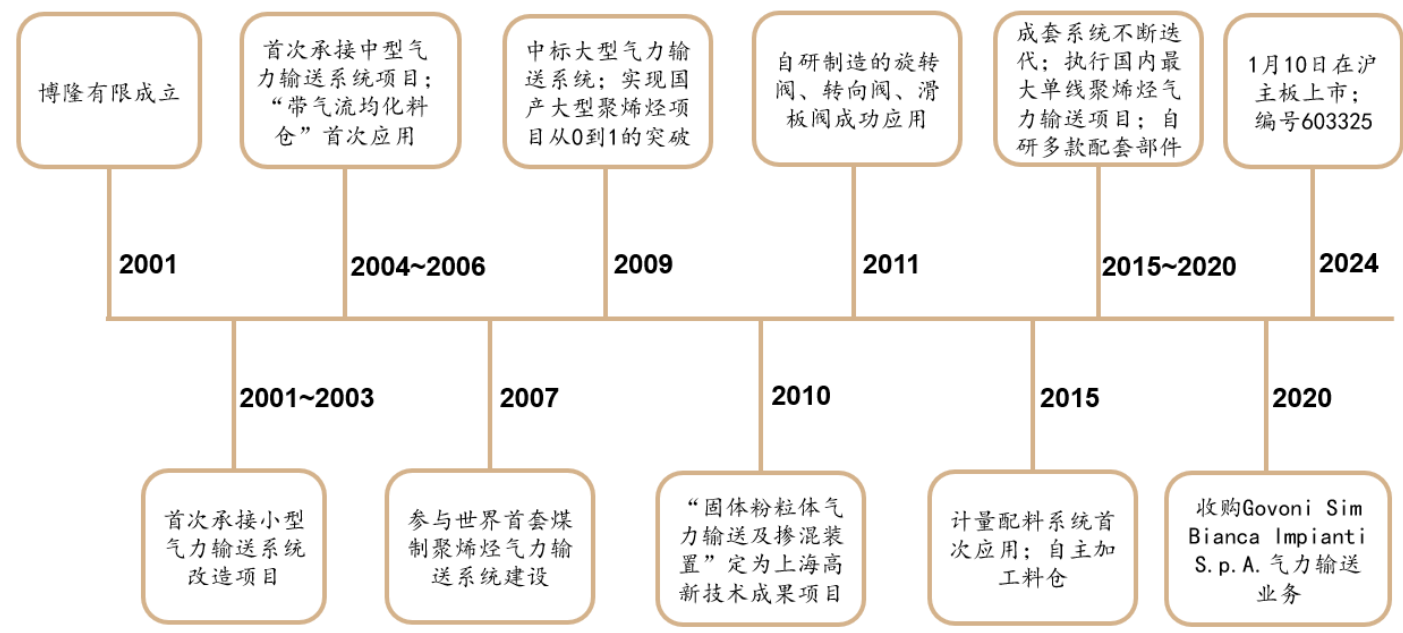 博隆有限成立
首次承接中型气
力输送系统项目；
“带气流均化料
仓”首次应用
中标大型气力输
送系统；实现国
产大型聚烯烃项
目从0到1的突破
自研制造的旋转
阀、转向阀、滑
板阀成功应用
成套系统不断迭
代；执行国内最
大单线聚烯烃气
力输送项目；自
研多款配套部件
1月10日在沪
主板上市；
编号603325
2001
2004~2006
2009
2011
2015~2020
2024
2001~2003
2007
2010
2015
2020
首次承接小型
气力输送系统
改造项目
参与世界首套煤
制聚烯烃气力输
送系统建设
“固体粉粒体气
力输送及掺混装
置”定为上海高
新技术成果项目
计量配料系统首
次应用；自主加
工料仓
收购Govoni Sim
Bianca Impianti
S.p.A.气力输送
业务